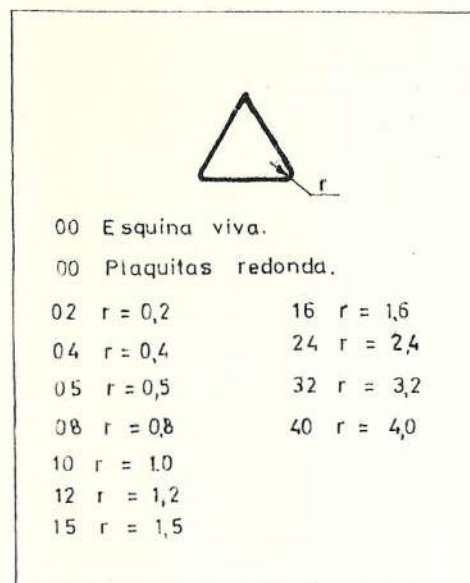 r
00 Esquina viva.
00 Plaquitas redonda.
02 r = 0,2
04 r = 0,4
05 r = 0,5
08 r = 0,8
10 r = 1.0
12 r = 1,2
15 r = 1,5
16 r = 1,6
24 r = 2,4
32 r = 3,2
40 r = 4,0